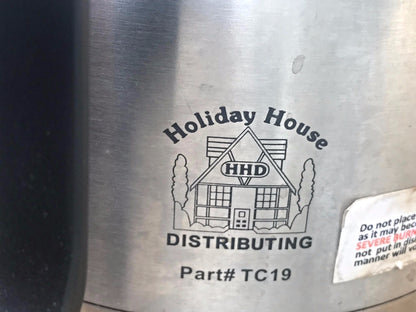 Holiday House
HHD
DISTRIBUTING
Part# TC19
Do not place
as it may
SEVERE
not put in
manner will